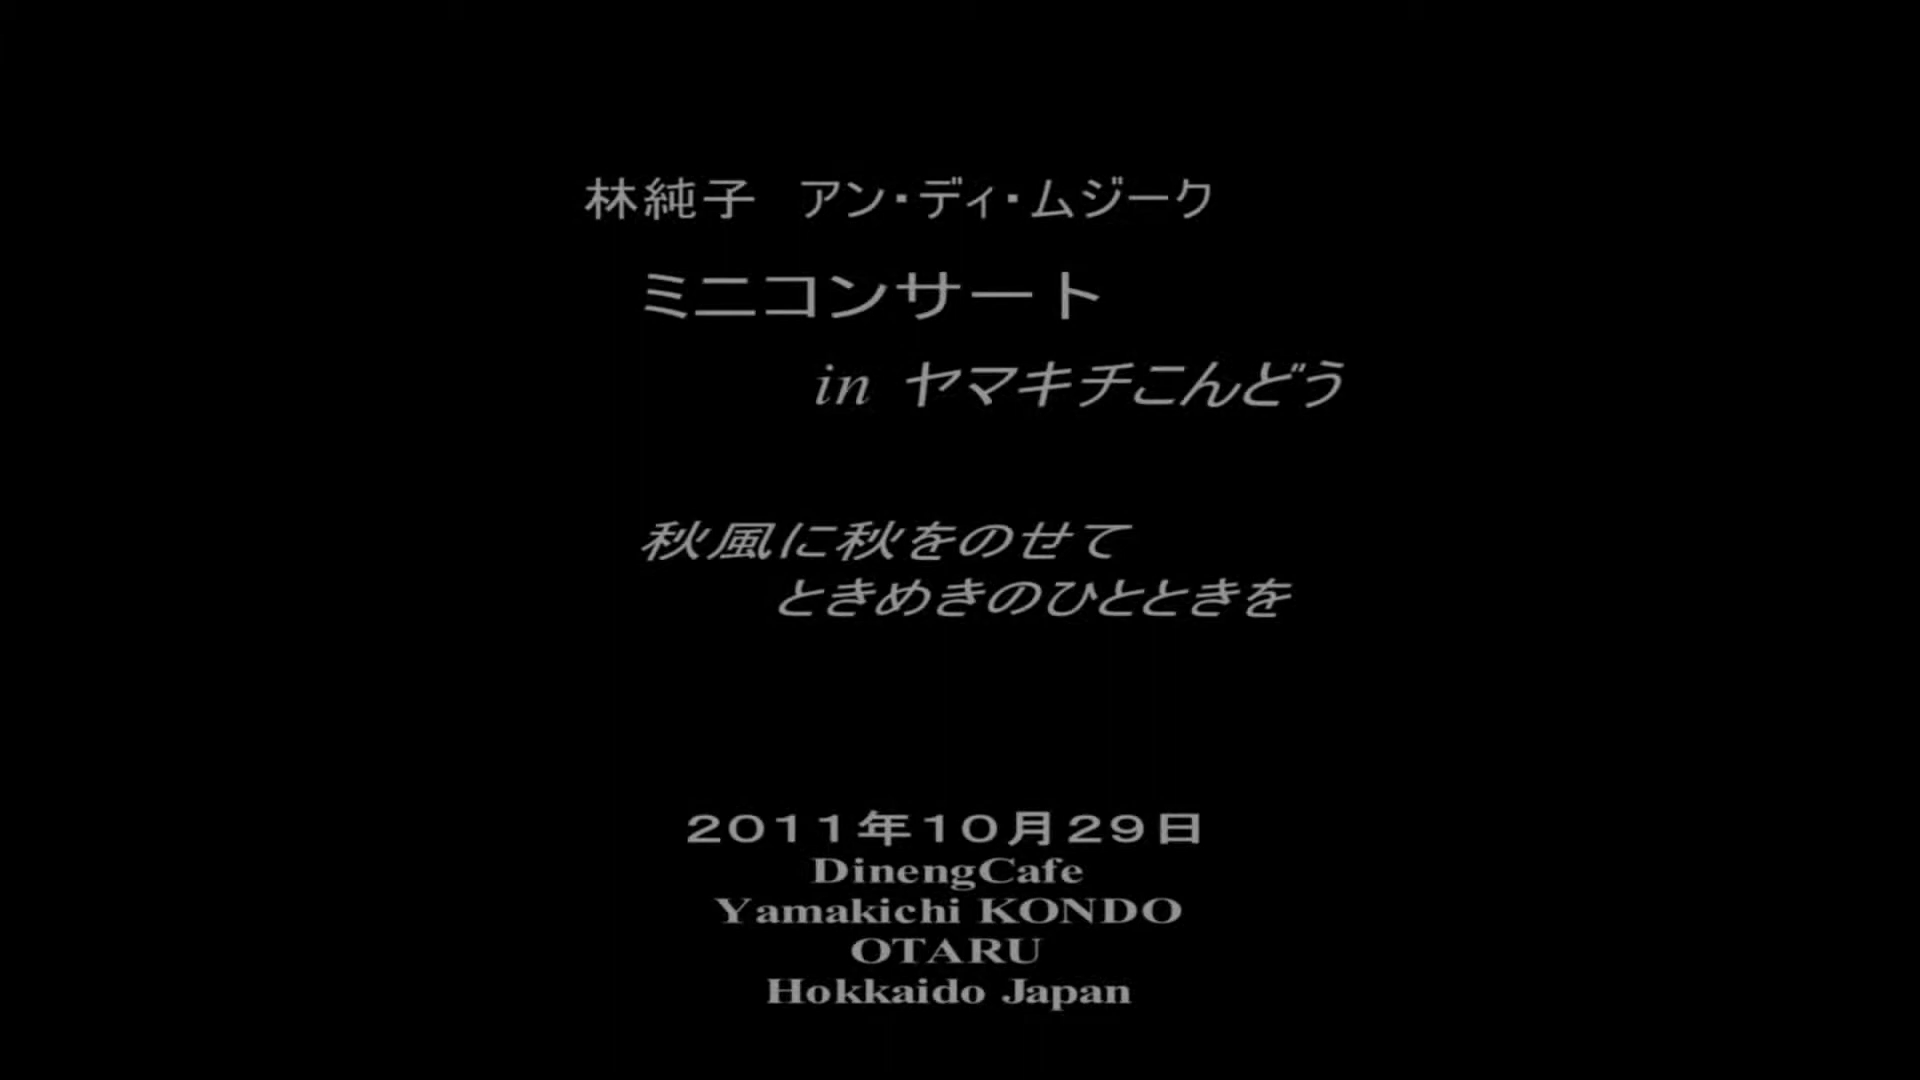 林純子　アン・ディ・ムジーク
ミニコンサート
in ヤマキチこんどう
秋風に秋をのせて
ときめきのひとときを
２０１１年１０月２９日
DinengCafe
Yamakichi KONDO
OTARU
Hokkaido Japan